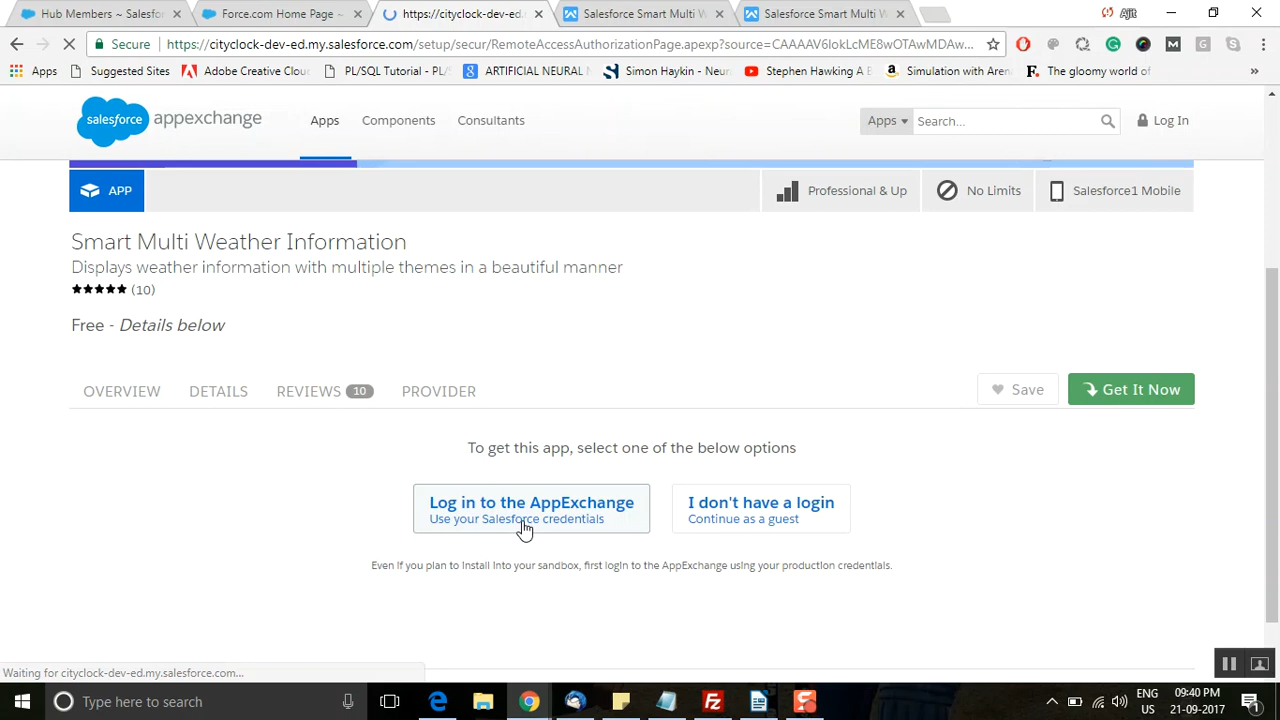 Hub Members ~ Salesfor
Force.com Home Page ~
https://cityclock-dev-ed.
Salesforce Smart Multi W
Salesforce Smart Multi W
Ajit
Secure
https://cityclock-dev-ed.my.salesforce.com/setup/secur/RemoteAccessAuthorizationPage.apexp?source=CAAAAV6IokLcME8wOTAwMDAw...
Apps
Suggested Sites
Adobe Creative Clou
PL/SQL Tutorial - PL/S
ARTIFICIAL NEURAL
Simon Haykin - Neur
Stephen Hawking A B
Simulation with Aren
The gloomy world of
»
salesforce
appexchange
Apps
Components
Consultants
Apps
Search...
Log In
APP
Professional & Up
No Limits
Salesforce1 Mobile
Smart Multi Weather Information
Displays weather information with multiple themes in a beautiful manner
(10)
Free - Details below
OVERVIEW
DETAILS
REVIEWS 10
PROVIDER
Save
Get It Now
To get this app, select one of the below options
Log in to the AppExchange
Use your Salesforce credentials
I don't have a login
Continue as a guest
Even if you plan to install into your sandbox, first login to the AppExchange using your production credentials.
Waiting for cityclock-dev-ed.my.salesforce.com...
Type here to search
ENG
US
09:40 PM
21-09-2017